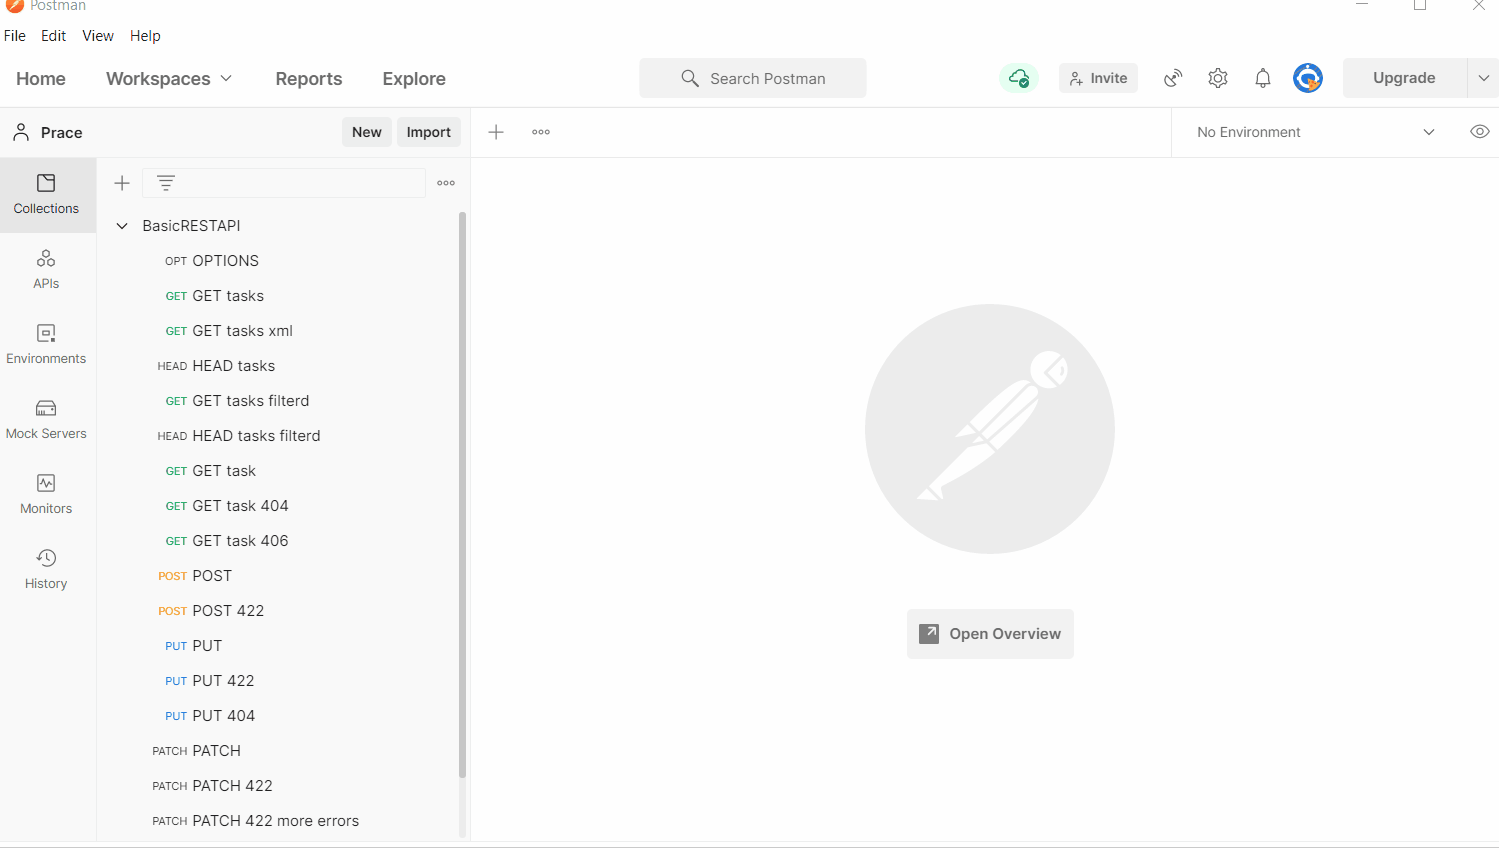 Postman
File Edit View Help
Home Workspaces Reports Explore Search Postman Invite Upgrade
Prace New Import No Environment
Collections
APIs
Environments
Mock Servers
Monitors
History
BasicRESTAPI
OPT OPTIONS
GET GET tasks
GET GET tasks xml
HEAD HEAD tasks
GET GET tasks filterd
HEAD HEAD tasks filterd
GET GET task
GET GET task 404
GET GET task 406
POST POST
POST POST 422
PUT PUT
PUT PUT 422
PUT PUT 404
PATCH PATCH
PATCH PATCH 422
PATCH PATCH 422 more errors
Open Overview